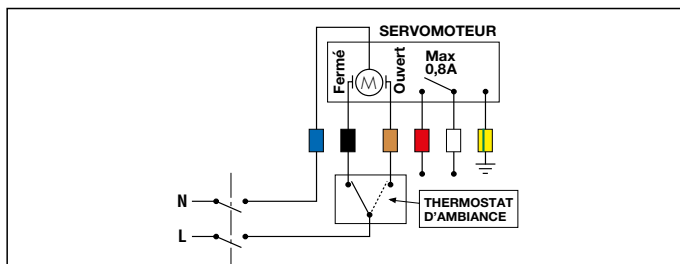 SERVOMOTEUR
Fermé
M
Ouvert
Max
0,8A
N
L
THERMOSTAT
D'AMBIANCE